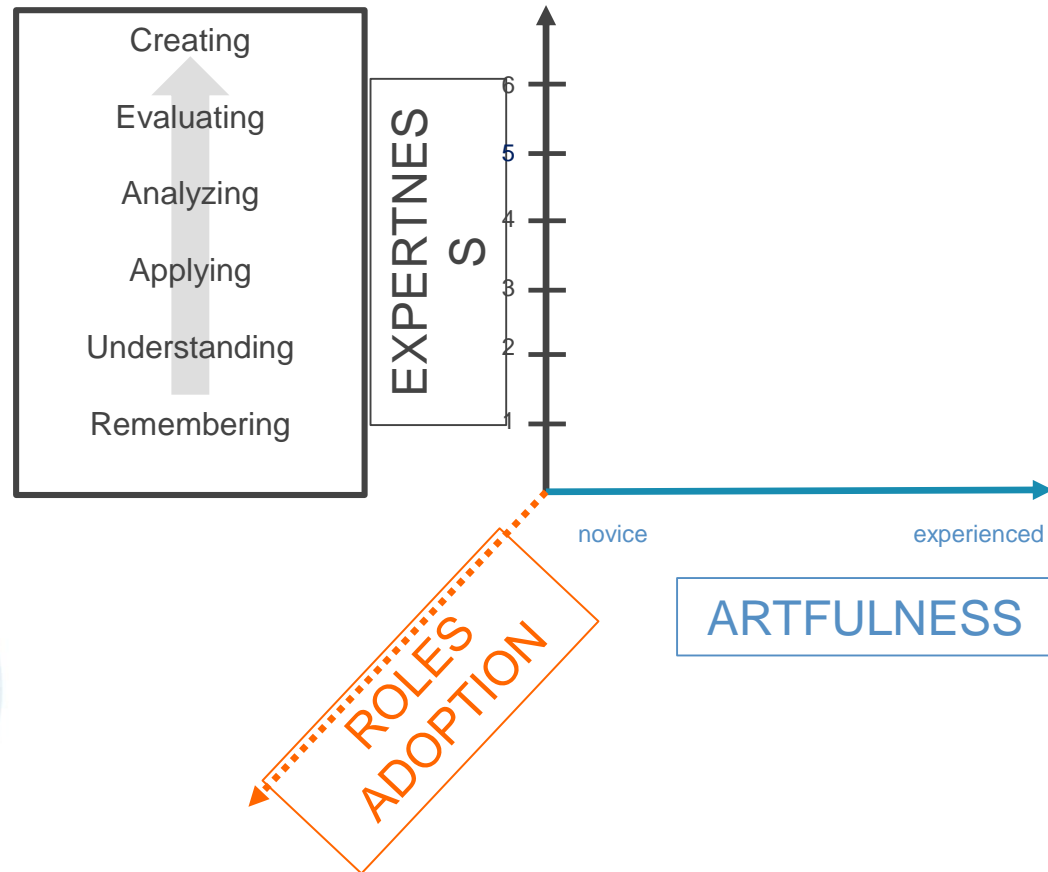 Creating
Evaluating
Analyzing
Applying
Understanding
Remembering
EXPERTNES
S
6
5
4
3
2
1
novice
experienced
ARTFULNESS
ROLES
ADOPTION